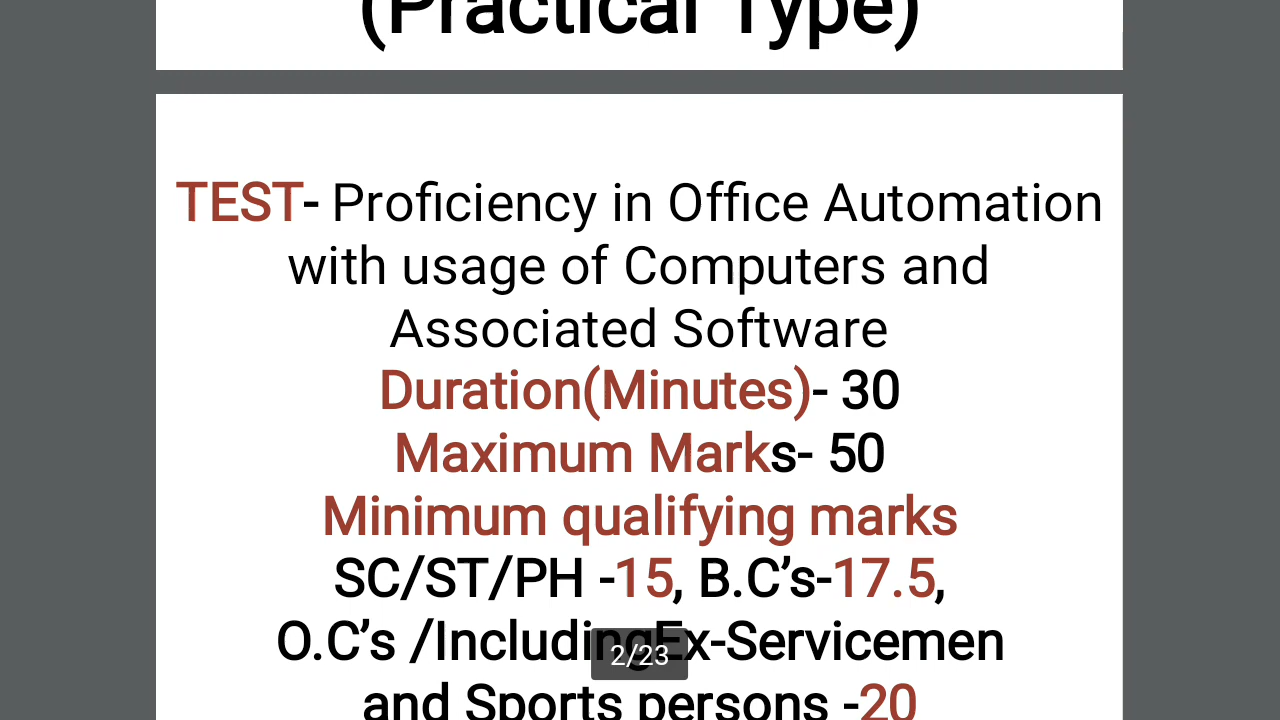 (Practical Type)
TEST- Proficiency in Office Automation
with usage of Computers and
Associated Software
Duration(Minutes)- 30
Maximum Marks- 50
Minimum qualifying marks
SC/ST/PH -15, B.C’s-17.5,
O.C’s /IncludingEx-Servicemen
2/23
and Sports persons -20